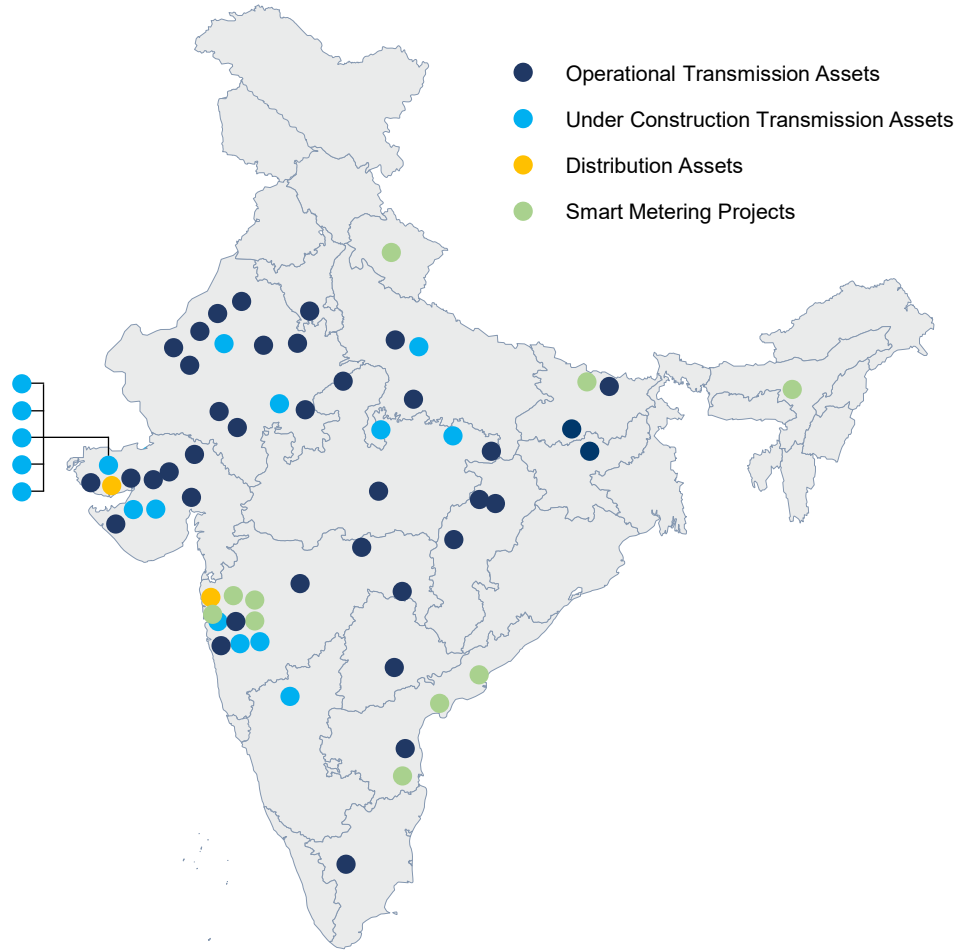 Operational Transmission Assets
Under Construction Transmission Assets
Distribution Assets
Smart Metering Projects